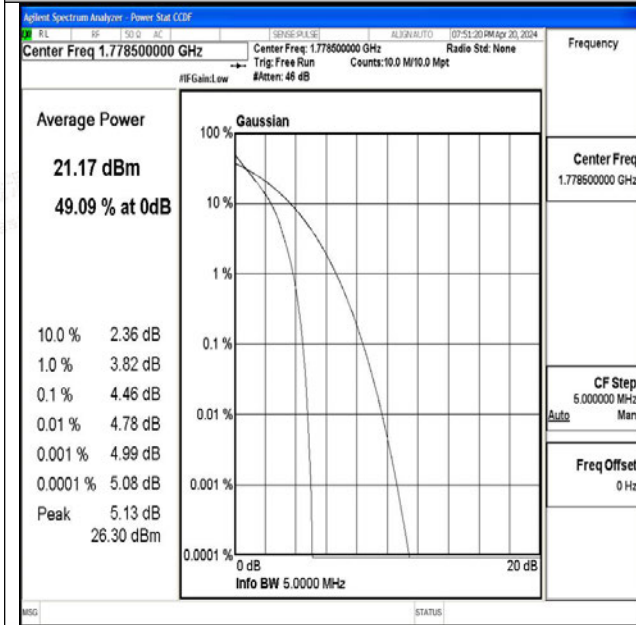 Agilent Spectrum Analyzer - Power Stat CCDF
RL RF 50 Ω AC SENSE:PULSE ALIGNAUTO 07:51:20 PM Apr 20, 2024
Center Freq 1.778500000 GHz
Center Freq: 1.778500000 GHz Radio Std: None
Trig: Free Run Counts:10.0 M/10.0 Mpt
#IFGain:Low #Atten: 46 dB
Frequency
Average Power
21.17 dBm
49.09 % at 0dB
10.0 % 2.36 dB
1.0 % 3.82 dB
0.1 % 4.46 dB
0.01 % 4.78 dB
0.001 % 4.99 dB
0.0001 % 5.08 dB
Peak 5.13 dB
26.30 dBm
Gaussian
100 %
10 %
1 %
0.1 %
0.01 %
0.001 %
0.0001 %
0 dB 20 dB
Info BW 5.0000 MHz
Center Freq
1.778500000 GHz
CF Step
5.000000 MHz
Auto Man
Freq Offset
0 Hz
MSG STATUS